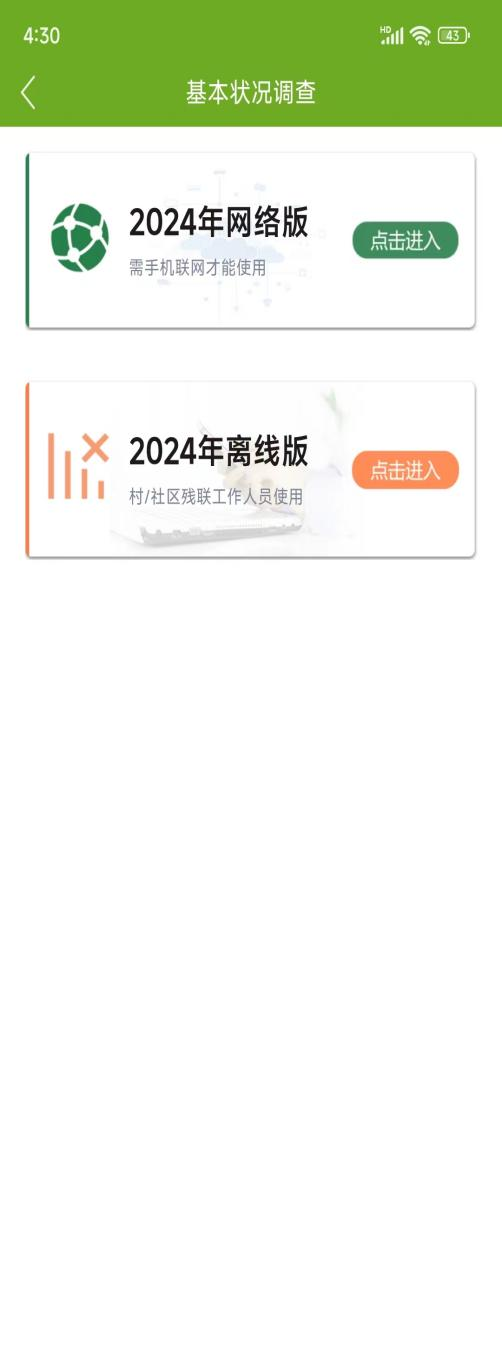 4:30
HD
43
基本状况调查
2024年网络版
需手机联网才能使用
点击进入
2024年离线版
村/社区残联工作人员使用
点击进入